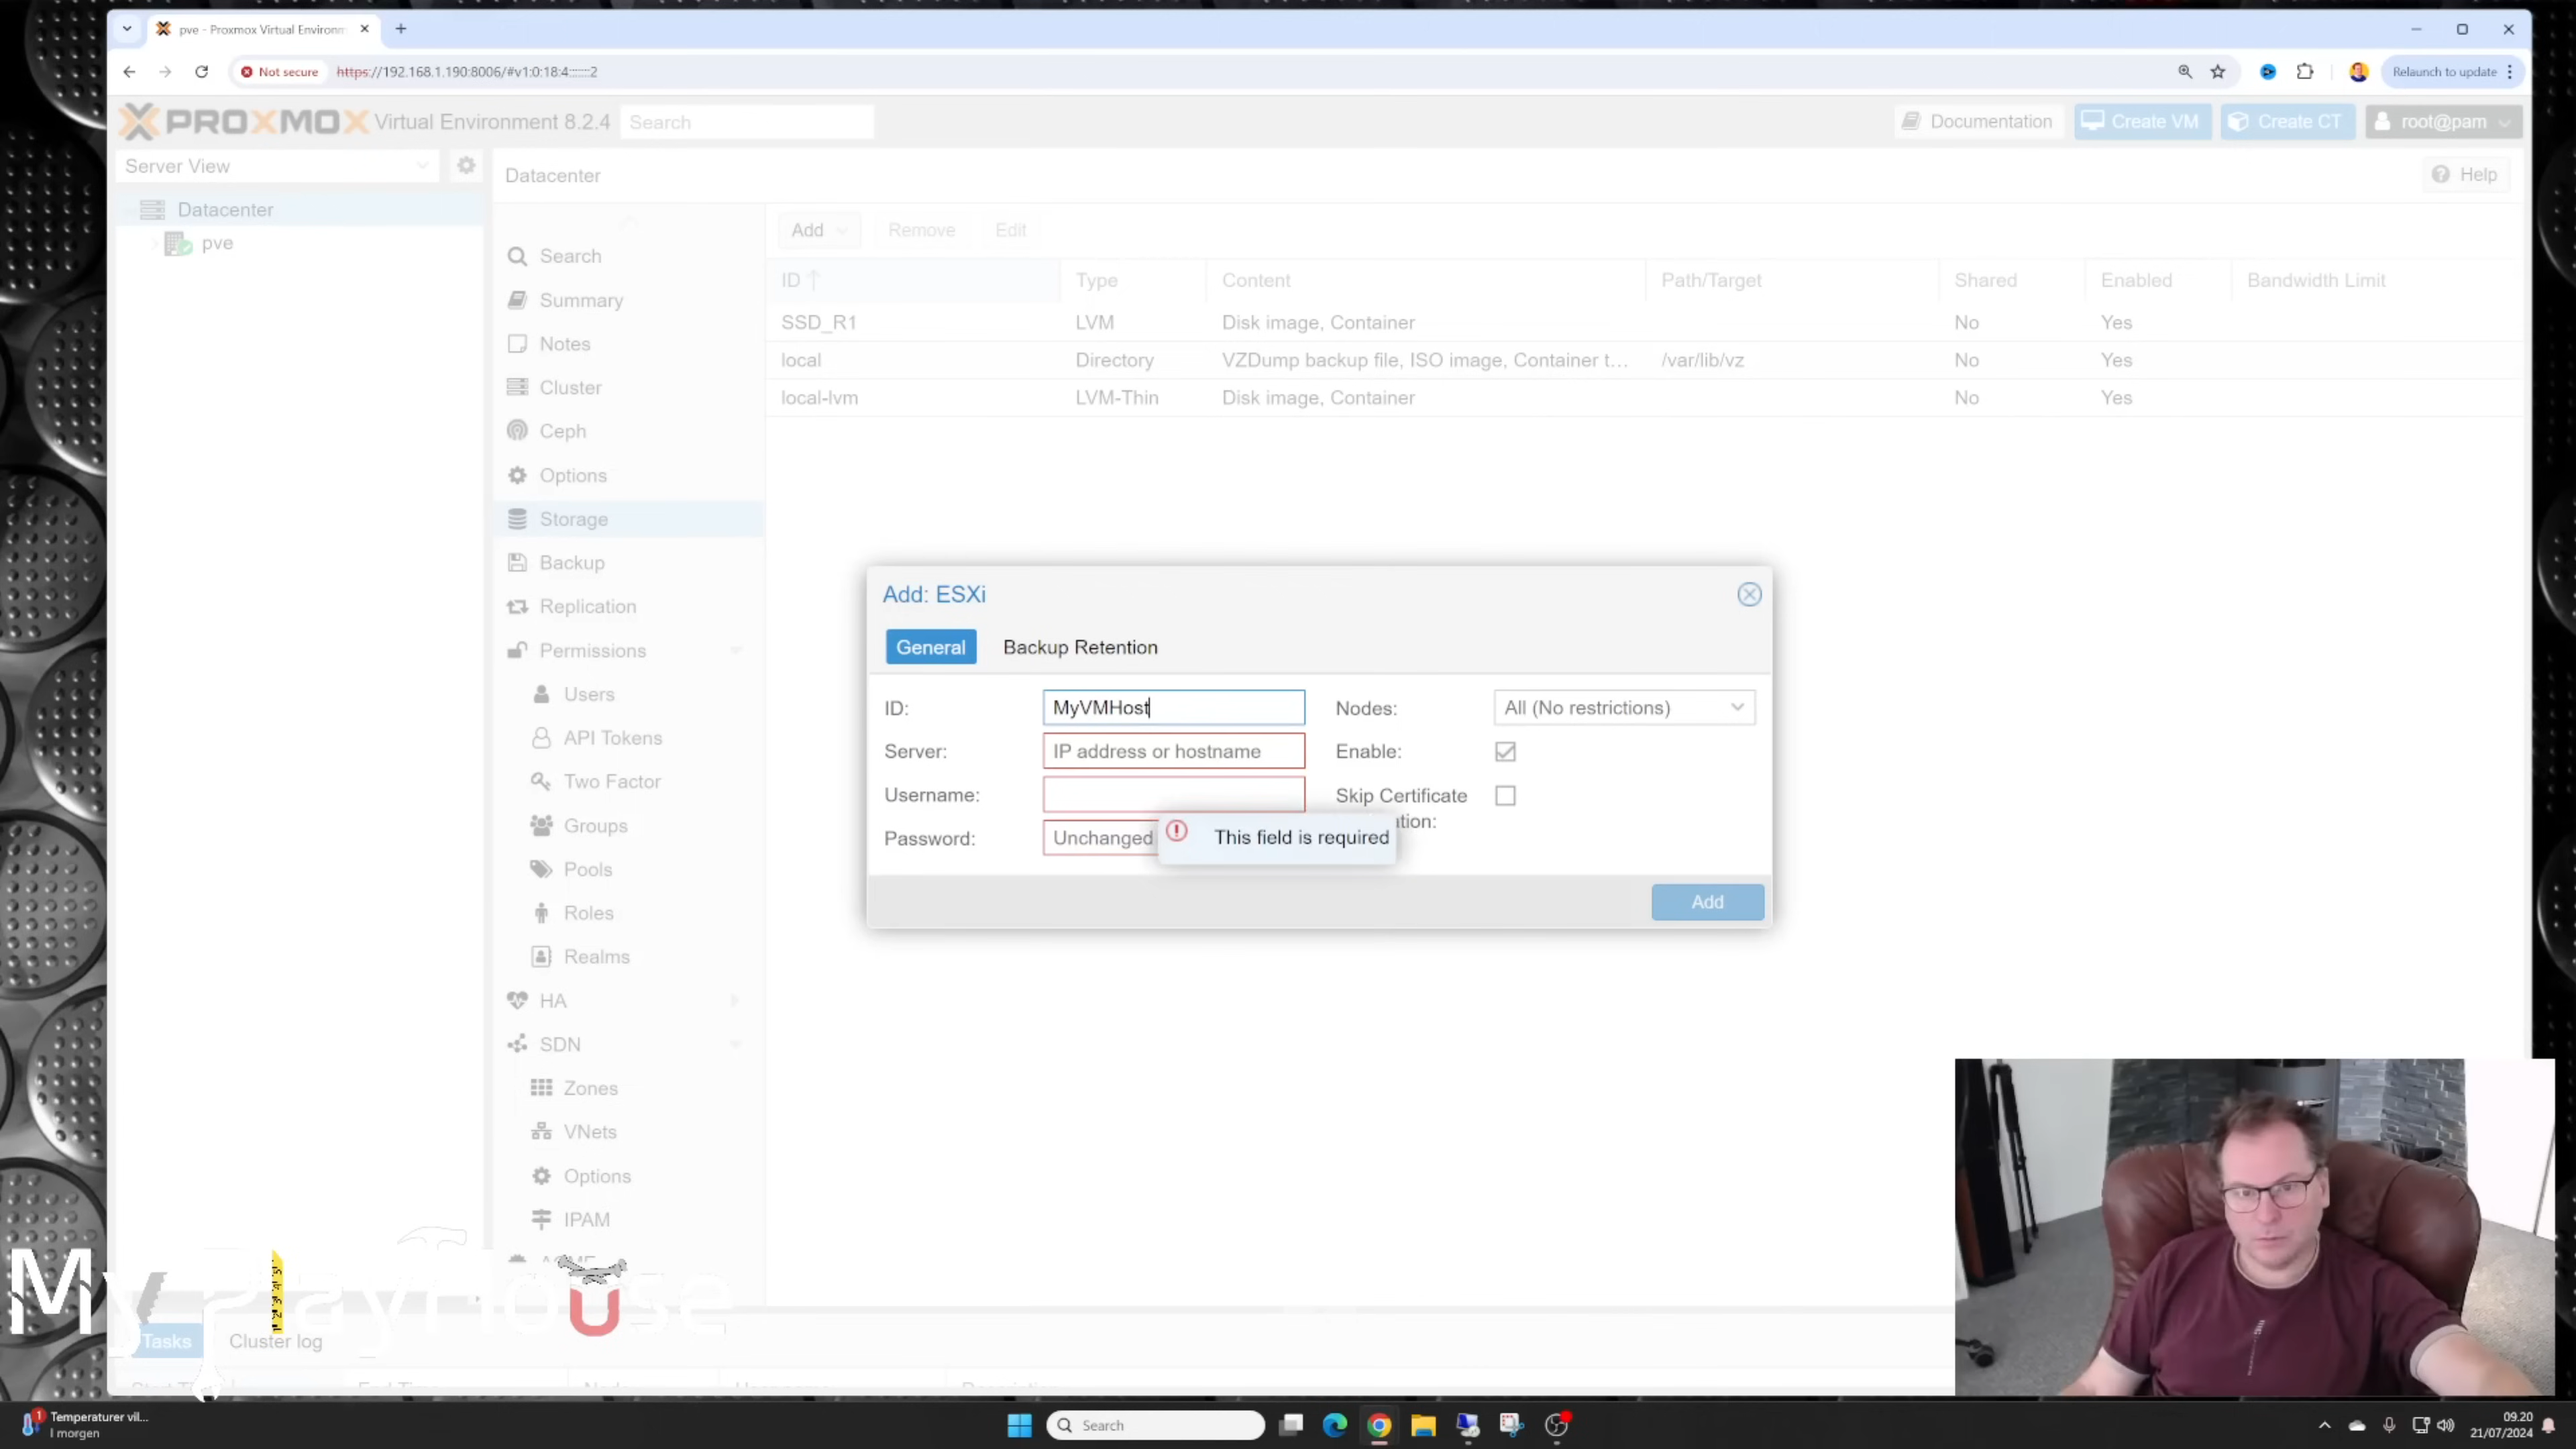 pve - Proxmox Virtual Environm
Not secure https://192.168.1.190:8006/#v1:0:18:4:::::::2
Relaunch to update
PROXMOX Virtual Environment 8.2.4 Search
Documentation Create VM Create CT root@pam
Server View
Datacenter
pve
Datacenter
Help
Search
Summary
Notes
Cluster
Ceph
Options
Storage
Backup
Replication
Permissions
Users
API Tokens
Two Factor
Groups
Pools
Roles
Realms
HA
SDN
Zones
VNets
Options
IPAM
Add Remove Edit
ID Type Content Path/Target Shared Enabled Bandwidth Limit
SSD_R1 LVM Disk image, Container No Yes
local Directory VZDump backup file, ISO image, Container t... /var/lib/vz No Yes
local-lvm LVM-Thin Disk image, Container No Yes
Add: ESXi
General Backup Retention
ID: MyVMHost Nodes: All (No restrictions)
Server: IP address or hostname Enable:
Username: Skip Certificate
tion:
Password: Unchanged This field is required
Add
My PlayHouse
Tasks Cluster log
Temperaturer vil...
I morgen
1
Search
09.20
21/07/2024